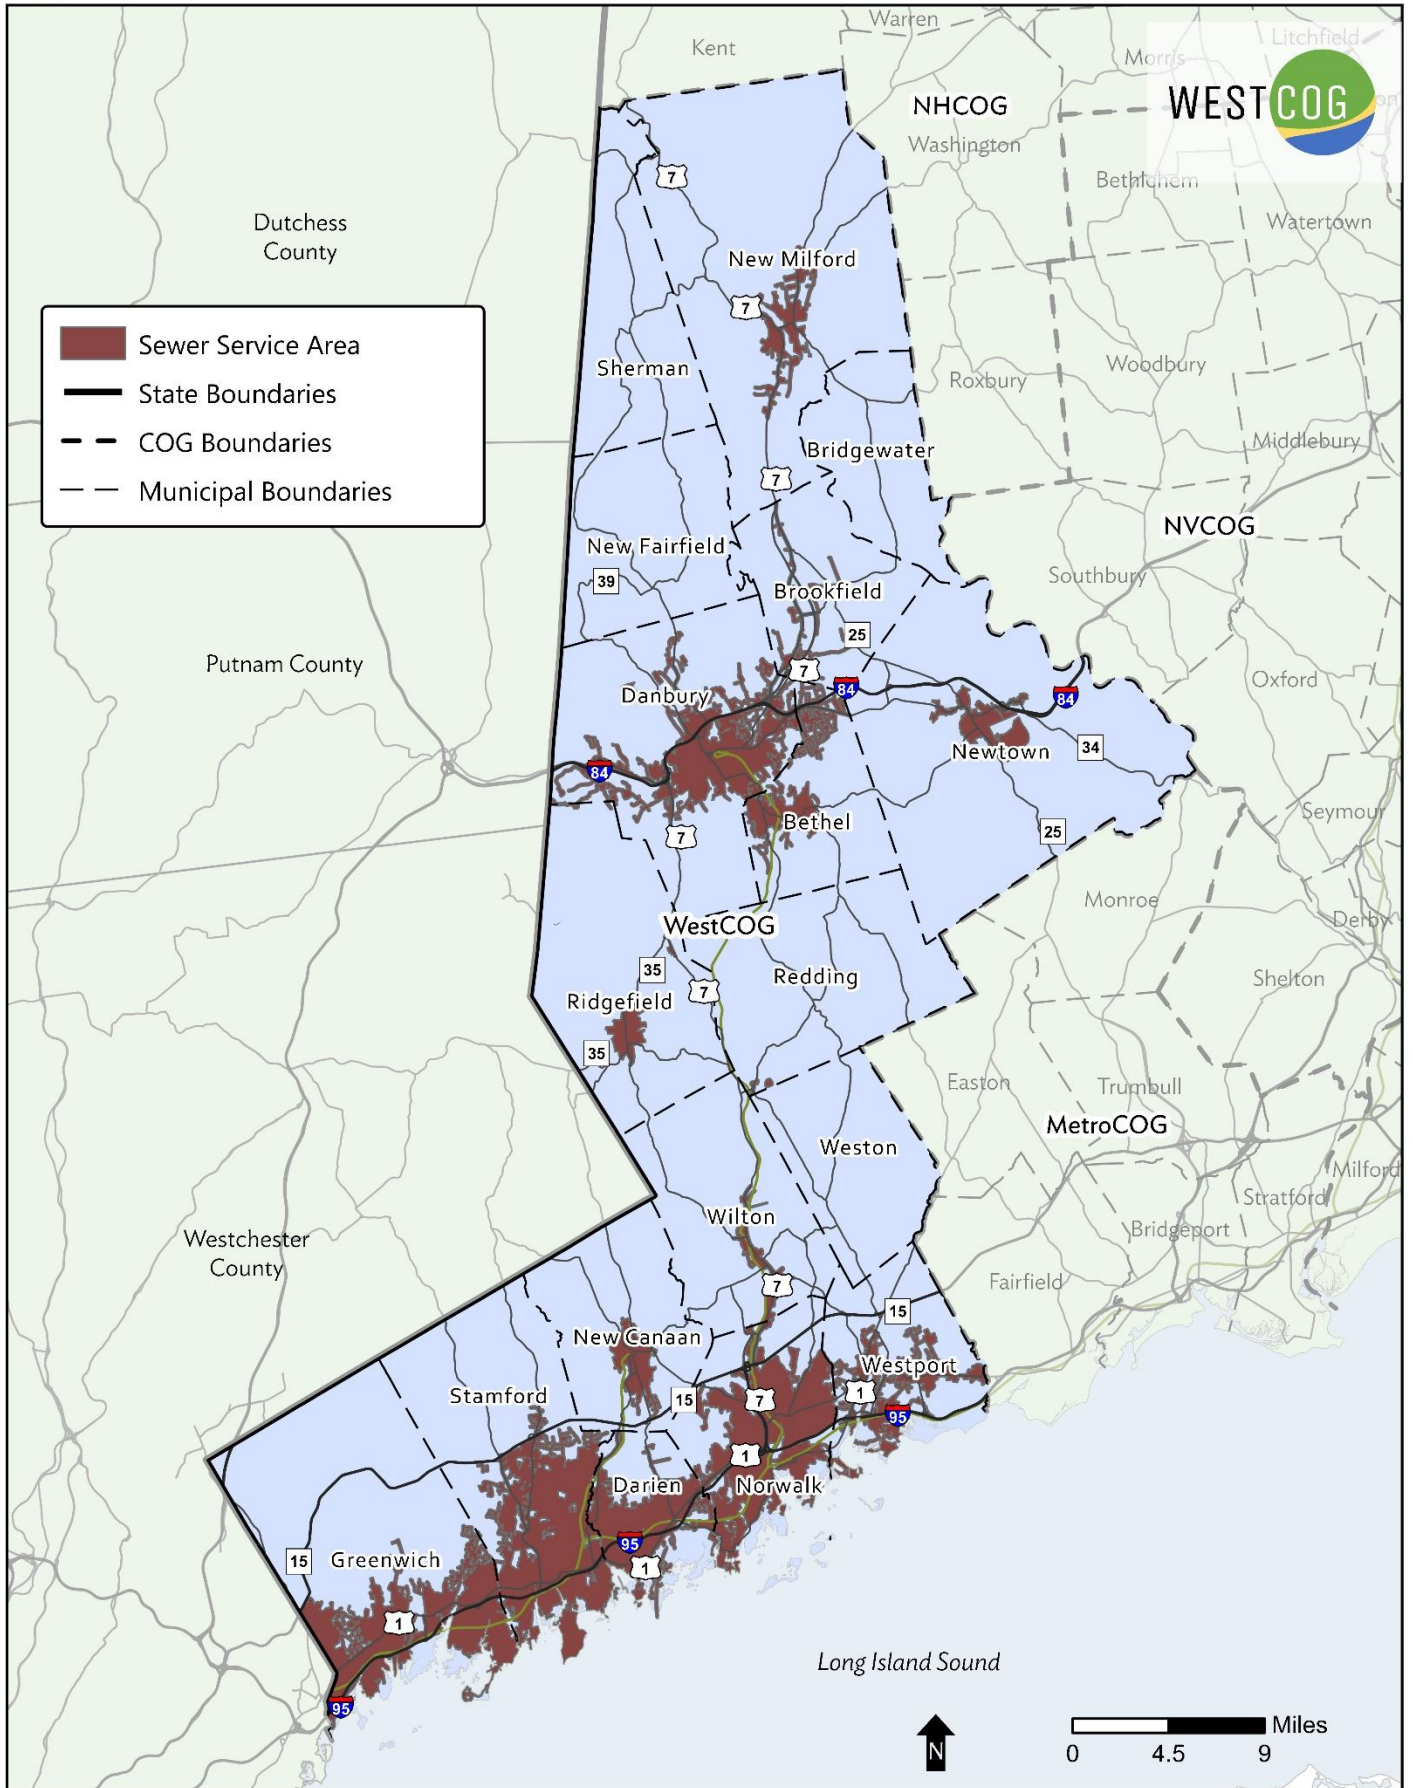 Warren
Kent
Litchfield
Morris
WESTCOG
NHCOG
Washington
Bethlehem
Watertown
Dutchess
County
7
New Milford
7
Sewer Service Area
State Boundaries
COG Boundaries
Municipal Boundaries
Sherman
Woodbury
Roxbury
Middlebury
Bridgewater
7
NVCOG
New Fairfield
39
Southbury
Brookfield
25
Putnam County
7
84
Danbury
84
Oxford
Newtown
34
84
Seymour
Bethel
25
7
Monroe
Derby
WestCOG
35
Redding
Shelton
7
Ridgefield
35
Easton
Trumbull
MetroCOG
Weston
Milford
Stratford
Wilton
Bridgeport
Westchester
County
7
Fairfield
15
New Canaan
Westport
Stamford
15
7
1
95
1
Darien
Norwalk
95
15
Greenwich
1
1
Long Island Sound
95
N
Miles
0 4.5 9